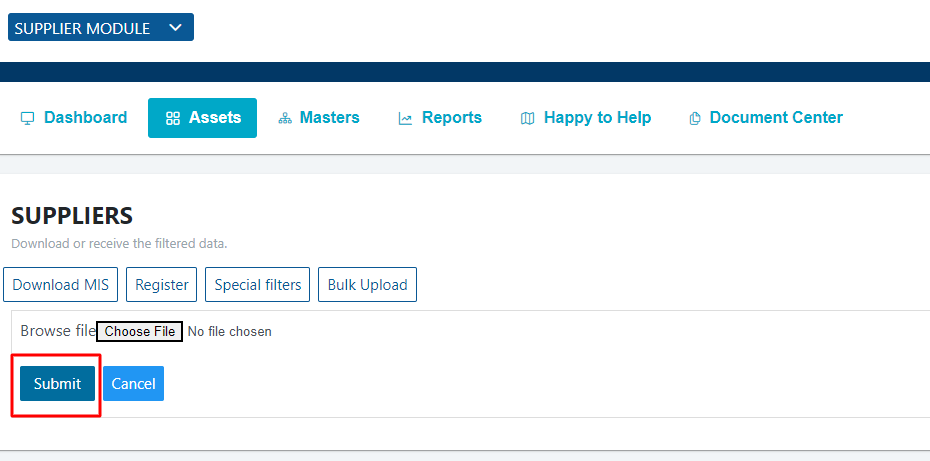 SUPPLIER MODULE
Dashboard Assets Masters Reports Happy to Help Document Center
SUPPLIERS
Download or receive the filtered data.
Download MIS Register Special filters Bulk Upload
Browse file Choose File No file chosen
Submit Cancel